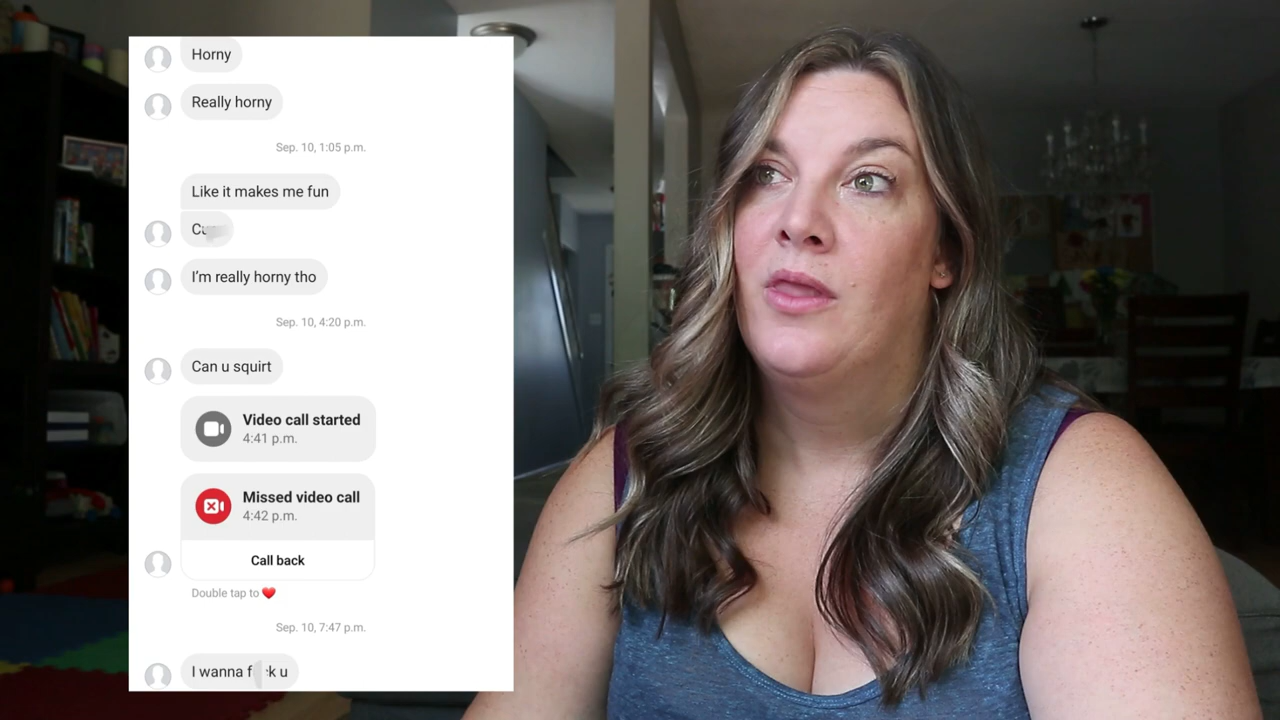 Horny
Really horny
Sep. 10, 1:05 p.m.
Like it makes me fun
I'm really horny tho
Sep. 10, 4:20 p.m.
Can u squirt
Video call started
4:41 p.m.
Missed video call
4:42 p.m.
Call back
Double tap to ❤️
Sep. 10, 7:47 p.m.
I wanna f k u